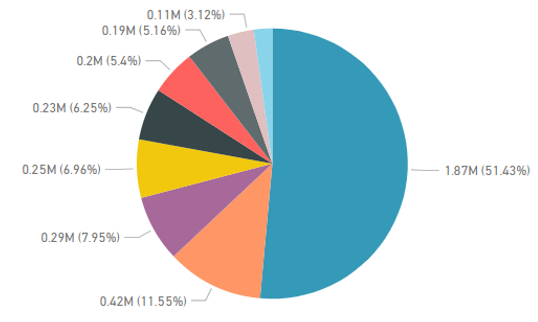 0.11M (3.12%)
0.19M (5.16%)
0.2M (5.4%)
0.23M (6.25%)
0.25M (6.96%)
0.29M (7.95%)
0.42M (11.55%)
1.87M (51.43%)